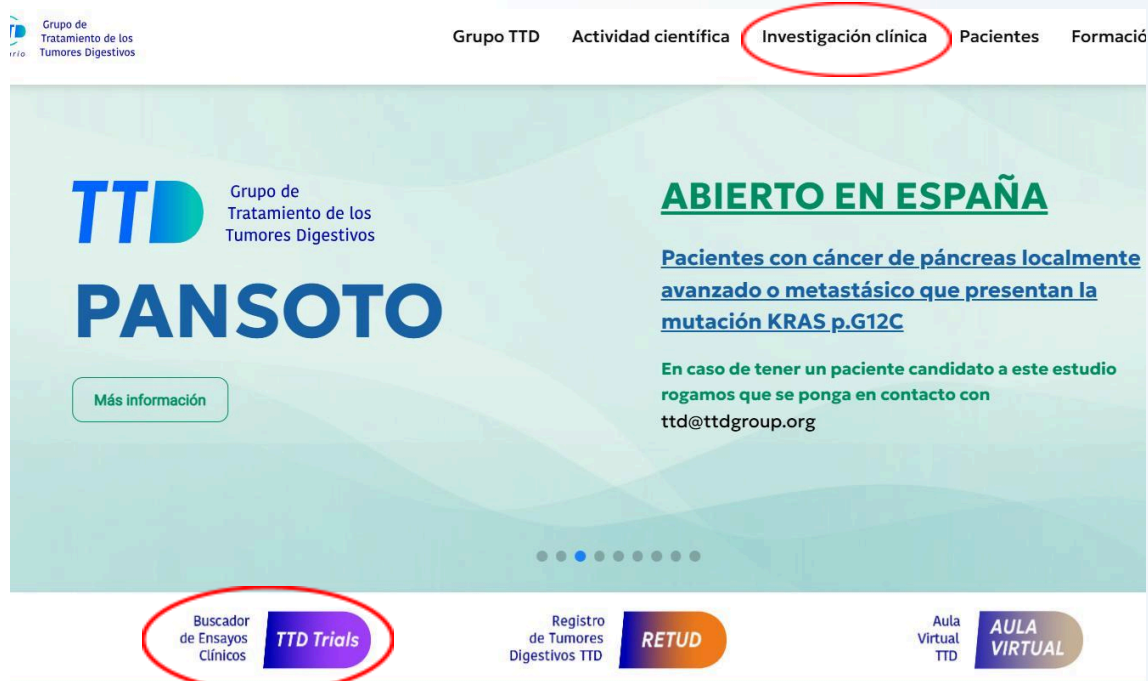 Grupo de
Tratamiento de los
Tumores Digestivos
Grupo TTD Actividad científica Investigación clínica Pacientes Formació
TTD
Grupo de
Tratamiento de los
Tumores Digestivos
PANSOTO
Más información
ABIERTO EN ESPAÑA
Pacientes con cáncer de páncreas localmente
avanzado o metastásico que presentan la
mutación KRAS p.G12C
En caso de tener un paciente candidato a este estudio
rogamos que se ponga en contacto con
ttd@ttdgroup.org
Buscador
de Ensayos
Clínicos
TTD Trials
Registro
de Tumores
Digestivos TTD
RETUD
Aula
Virtual
TTD
AULA
VIRTUAL